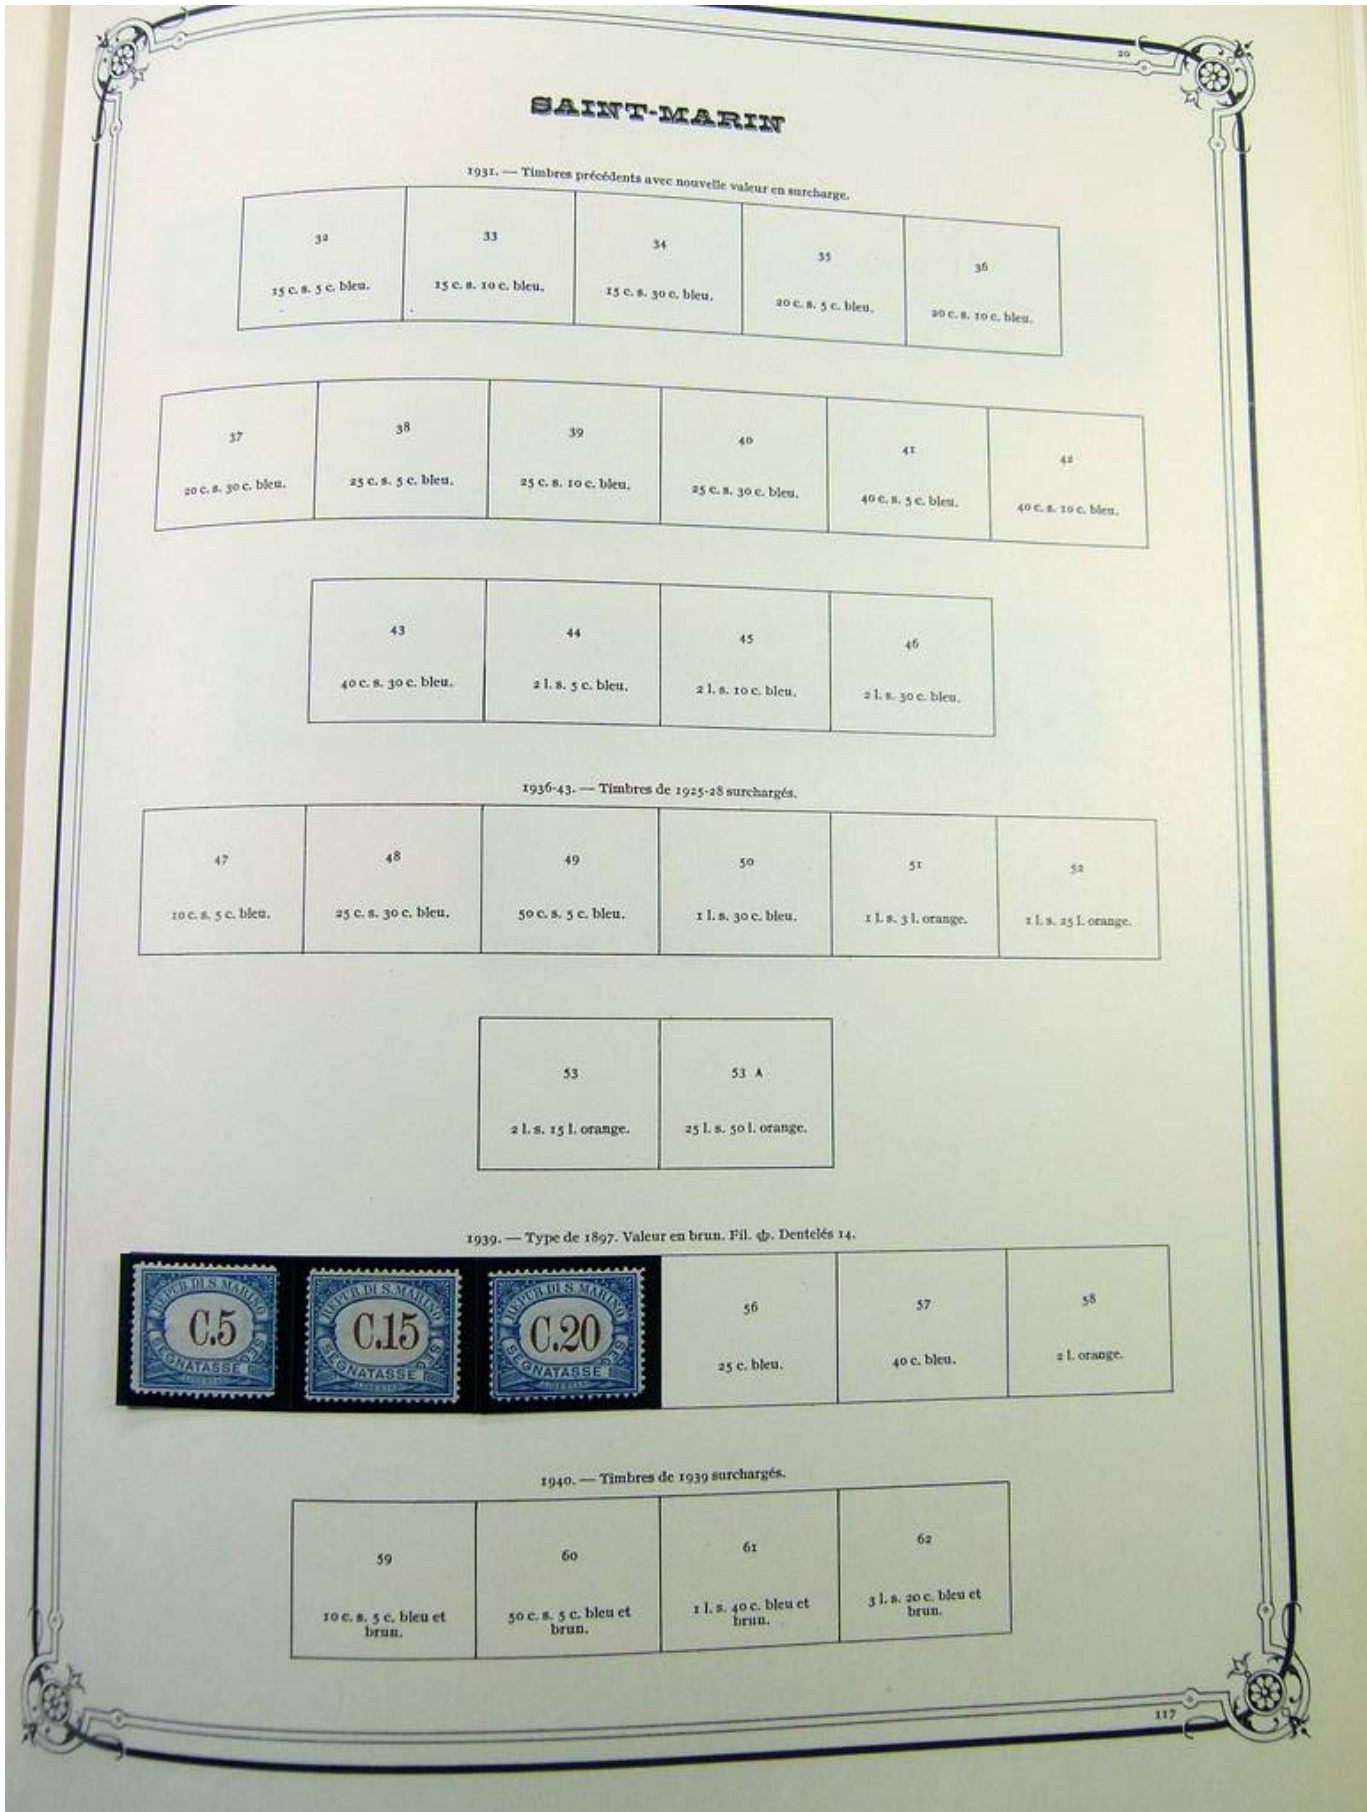 20
SAINT-MARIN
1931. — Timbres précédents avec nouvelle valeur en surcharge.
32
15 c. s. 5 c. bleu.
33
15 c. s. 10 c. bleu.
34
15 c. s. 30 c. bleu.
35
20 c. s. 5 c. bleu.
36
20 c. s. 10 c. bleu.
37
20 c. s. 30 c. bleu.
38
25 c. s. 5 c. bleu.
39
25 c. s. 10 c. bleu.
40
25 c. s. 30 c. bleu.
41
40 c. s. 5 c. bleu.
42
40 c. s. 10 c. bleu.
43
40 c. s. 30 c. bleu.
44
2 l. s. 5 c. bleu.
45
2 l. s. 10 c. bleu.
46
2 l. s. 30 c. bleu.
1936-43. — Timbres de 1925-28 surchargés.
47
10 c. s. 5 c. bleu.
48
25 c. s. 30 c. bleu.
49
50 c. s. 5 c. bleu.
50
1 l. s. 30 c. bleu.
51
1 l. s. 3 l. orange.
52
1 l. s. 25 l. orange.
53
2 l. s. 15 l. orange.
53 A
25 l. s. 50 l. orange.
1939. — Type de 1897. Valeur en brun. Fil. Dentelés 14.
REPUB. DI S. MARINO
C.5
SEGNATASSE
LIBERTAS
REPUB. DI S. MARINO
C.15
SEGNATASSE
LIBERTAS
REPUB. DI S. MARINO
C.20
SEGNATASSE
LIBERTAS
56
25 c. bleu.
57
40 c. bleu.
58
2 l. orange.
1940. — Timbres de 1939 surchargés.
59
10 c. s. 5 c. bleu et
brun.
60
50 c. s. 5 c. bleu et
brun.
61
1 l. s. 40 c. bleu et
brun.
62
3 l. s. 20 c. bleu et
brun.
117